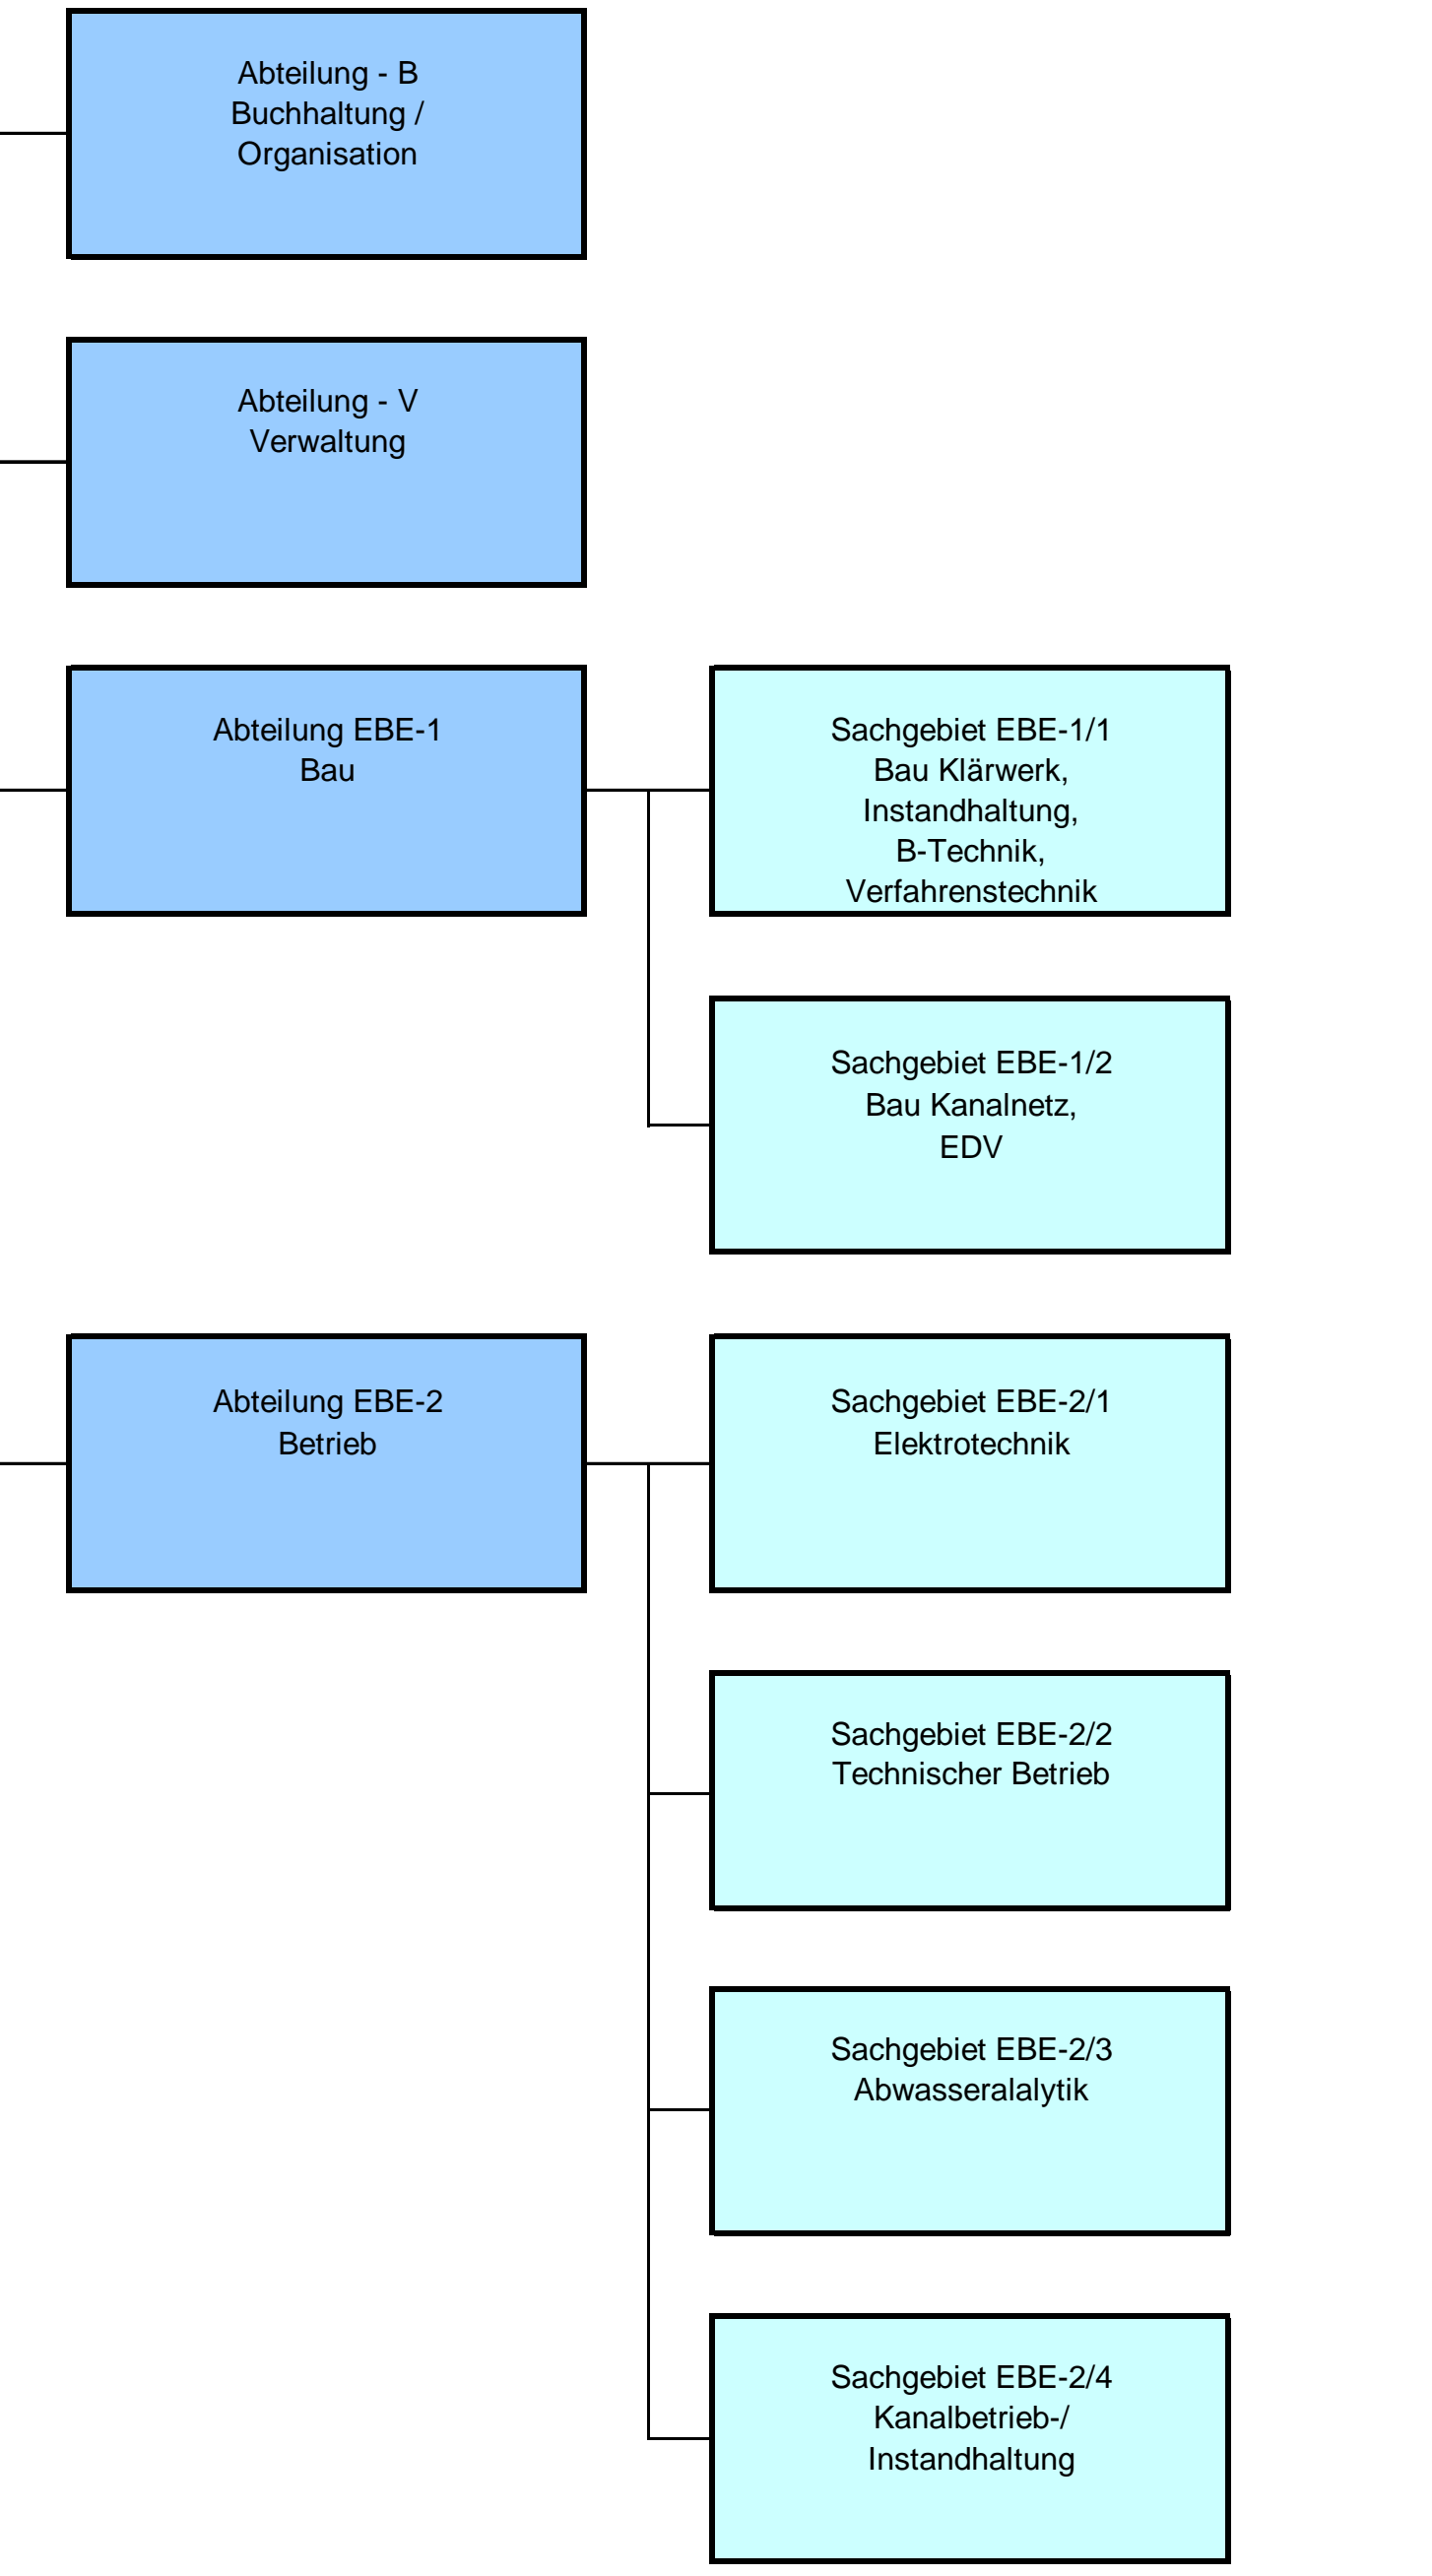 Abteilung - B
Buchhaltung /
Organisation
Abteilung - V
Verwaltung
Abteilung EBE-1
Bau
Sachgebiet EBE-1/1
Bau Klärwerk,
Instandhaltung,
B-Technik,
Verfahrenstechnik
Sachgebiet EBE-1/2
Bau Kanalnetz,
EDV
Abteilung EBE-2
Betrieb
Sachgebiet EBE-2/1
Elektrotechnik
Sachgebiet EBE-2/2
Technischer Betrieb
Sachgebiet EBE-2/3
Abwasseralalytik
Sachgebiet EBE-2/4
Kanalbetrieb-/
Instandhaltung